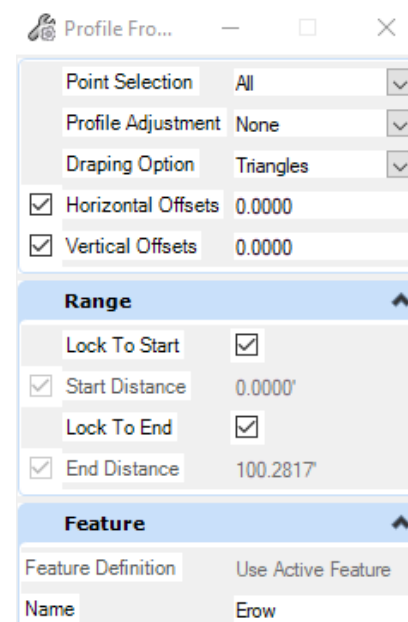 Profile Fro...
Point Selection All
Profile Adjustment None
Draping Option Triangles
Horizontal Offsets 0.0000
Vertical Offsets 0.0000
Range
Lock To Start
Start Distance 0.0000'
Lock To End
End Distance 100.2817'
Feature
Feature Definition Use Active Feature
Name Erow